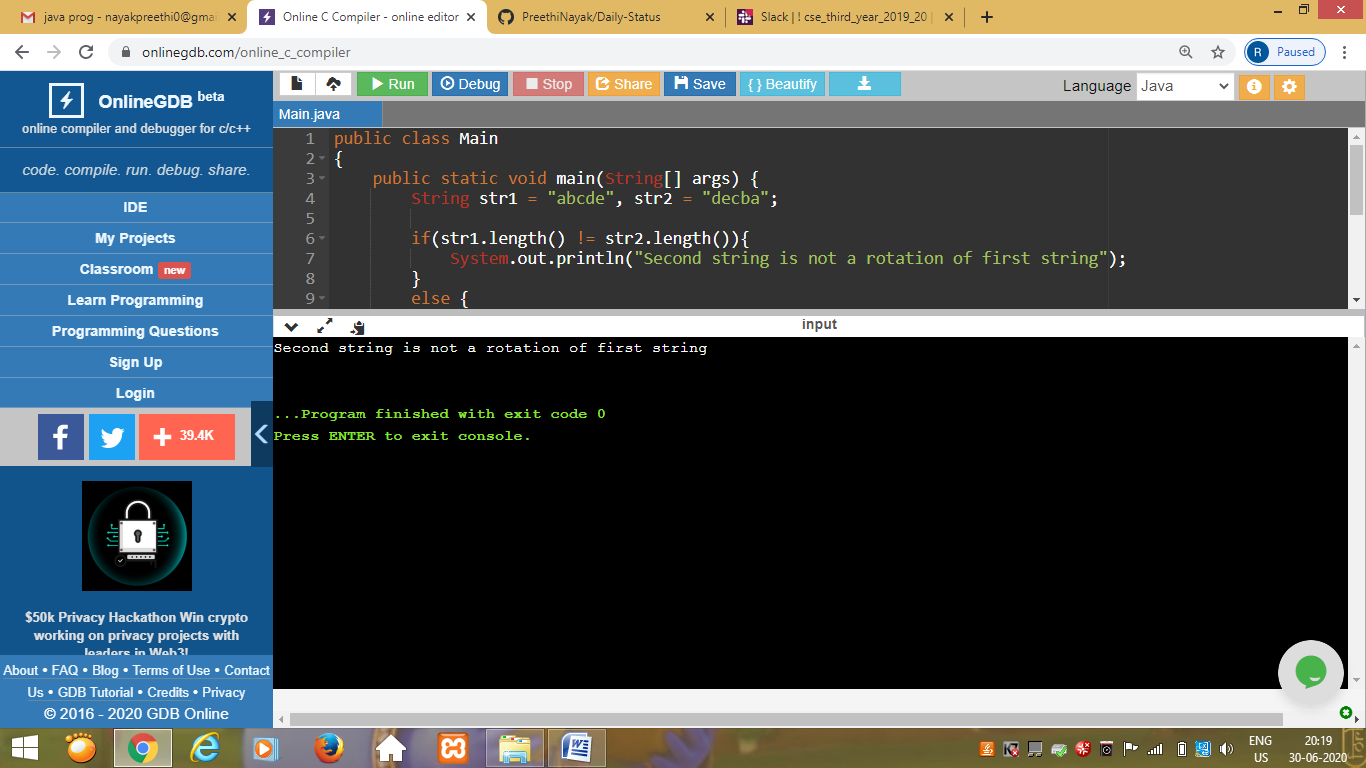 java prog - nayakpreethi0@gma
Online C Compiler - online editor
PreethiNayak/Daily-Status
Slack | ! cse_third_year_2019_20 |
onlinegdb.com/online_c_compiler
R Paused
OnlineGDB beta
online compiler and debugger for c/c++
code. compile. run. debug. share.
IDE
My Projects
Classroom new
Learn Programming
Programming Questions
Sign Up
Login
39.4K
$50k Privacy Hackathon Win crypto
working on privacy projects with
leaders in Web3!
About • FAQ • Blog • Terms of Use • Contact
Us • GDB Tutorial • Credits • Privacy
© 2016 - 2020 GDB Online
Run Debug Stop Share Save { } Beautify
Language Java
Main.java
1 public class Main
2 {
3 public static void main(String[] args) {
4 String str1 = "abcde", str2 = "decba";
5
6 if(str1.length() != str2.length()){
7 System.out.println("Second string is not a rotation of first string");
8 }
9 else {
input
Second string is not a rotation of first string
...Program finished with exit code 0
Press ENTER to exit console.
ENG
US
20:19
30-06-2020